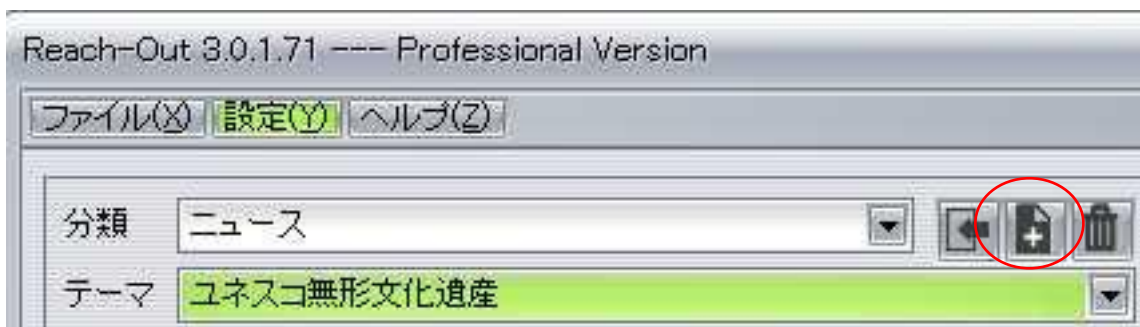 Reach-Out 3.0.1.71 --- Professional Version
ファイル(X) 設定(Y) ヘルプ(Z)
分類 ニュース
テーマ ユネスコ無形文化遺産